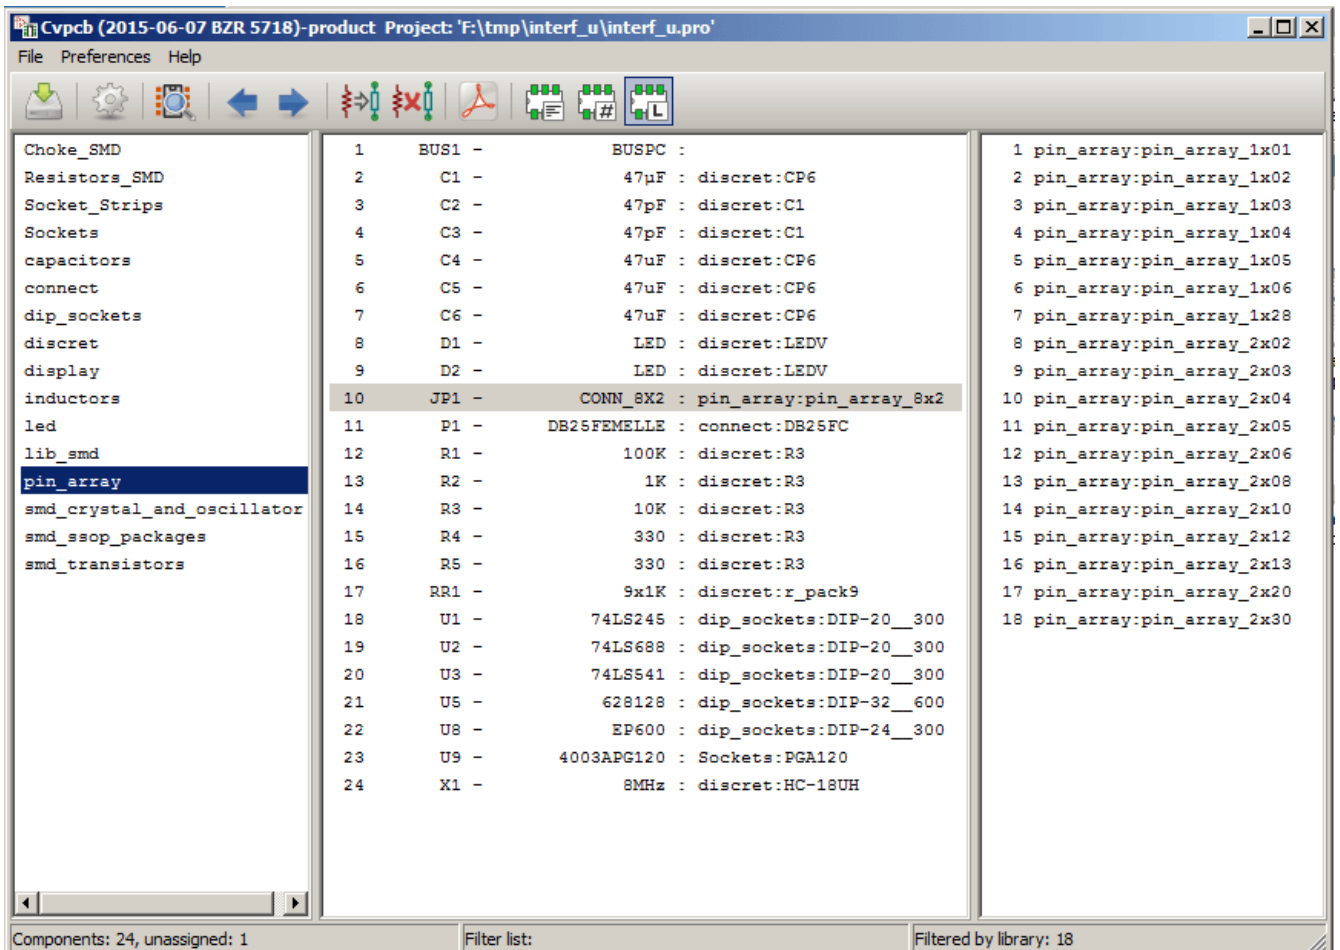 Cvpcb (2015-06-07 BZR 5718)-product Project: 'F:\tmp\interf_u\interf_u.pro'
File Preferences Help
Choke_SMD
Resistors_SMD
Socket_Strips
Sockets
capacitors
connect
dip_sockets
discret
display
inductors
led
lib_smd
pin_array
smd_crystal_and_oscillator
smd_ssop_packages
smd_transistors
1 BUS1 - BUSPC :
2 C1 - 47µF : discret:CP6
3 C2 - 47pF : discret:C1
4 C3 - 47pF : discret:C1
5 C4 - 47uF : discret:CP6
6 C5 - 47uF : discret:CP6
7 C6 - 47uF : discret:CP6
8 D1 - LED : discret:LEDV
9 D2 - LED : discret:LEDV
10 JP1 - CONN_8X2 : pin_array:pin_array_8x2
11 P1 - DB25FEMELLE : connect:DB25FC
12 R1 - 100K : discret:R3
13 R2 - 1K : discret:R3
14 R3 - 10K : discret:R3
15 R4 - 330 : discret:R3
16 R5 - 330 : discret:R3
17 RR1 - 9x1K : discret:r_pack9
18 U1 - 74LS245 : dip_sockets:DIP-20__300
19 U2 - 74LS688 : dip_sockets:DIP-20__300
20 U3 - 74LS541 : dip_sockets:DIP-20__300
21 U5 - 628128 : dip_sockets:DIP-32__600
22 U8 - EP600 : dip_sockets:DIP-24__300
23 U9 - 4003APG120 : Sockets:PGA120
24 X1 - 8MHz : discret:HC-18UH
1 pin_array:pin_array_1x01
2 pin_array:pin_array_1x02
3 pin_array:pin_array_1x03
4 pin_array:pin_array_1x04
5 pin_array:pin_array_1x05
6 pin_array:pin_array_1x06
7 pin_array:pin_array_1x28
8 pin_array:pin_array_2x02
9 pin_array:pin_array_2x03
10 pin_array:pin_array_2x04
11 pin_array:pin_array_2x05
12 pin_array:pin_array_2x06
13 pin_array:pin_array_2x08
14 pin_array:pin_array_2x10
15 pin_array:pin_array_2x12
16 pin_array:pin_array_2x13
17 pin_array:pin_array_2x20
18 pin_array:pin_array_2x30
Components: 24, unassigned: 1
Filter list:
Filtered by library: 18